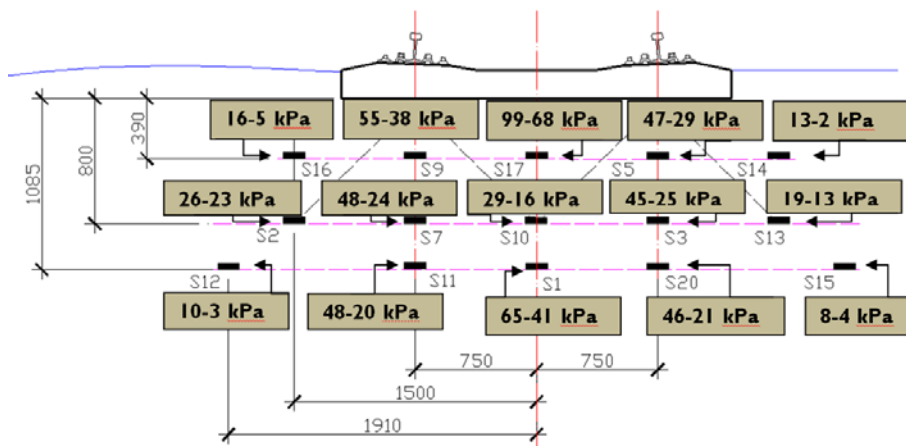 16-5 kPa 55-38 kPa 99-68 kPa 47-29 kPa 13-2 kPa
390
800
1085
S16 S9 S17 S5 S14
26-23 kPa 48-24 kPa 29-16 kPa 45-25 kPa 19-13 kPa
S2 S7 S10 S3 S13
S12 S11 S1 S20 S15
10-3 kPa 48-20 kPa 65-41 kPa 46-21 kPa 8-4 kPa
750 750
1500
1910